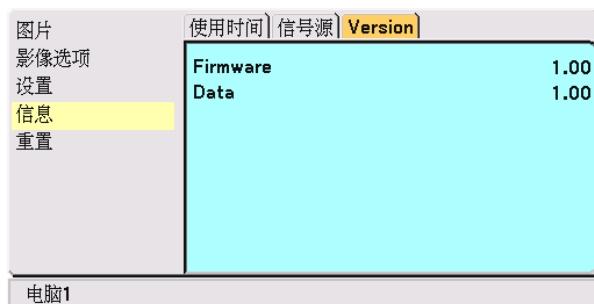 图片
影像选项
设置
信息
重置
使用时间 信号源 Version
Firmware 1.00
Data 1.00
电脑1